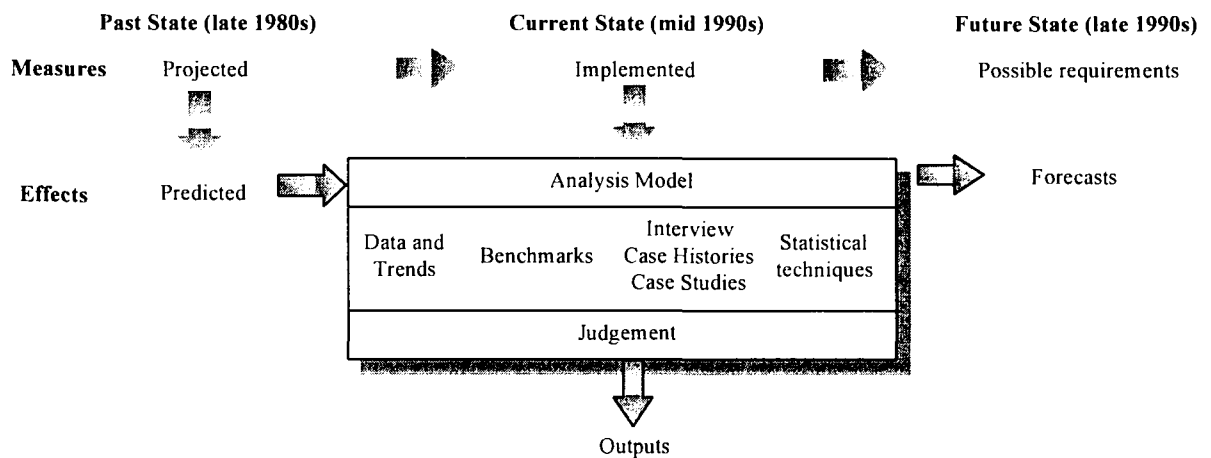 Past State (late 1980s) Current State (mid 1990s) Future State (late 1990s)
Measures Projected Implemented Possible requirements
Effects Predicted Analysis Model Forecasts
Data and
Trends
Benchmarks
Interview
Case Histories
Case Studies
Statistical
techniques
Judgement
Outputs